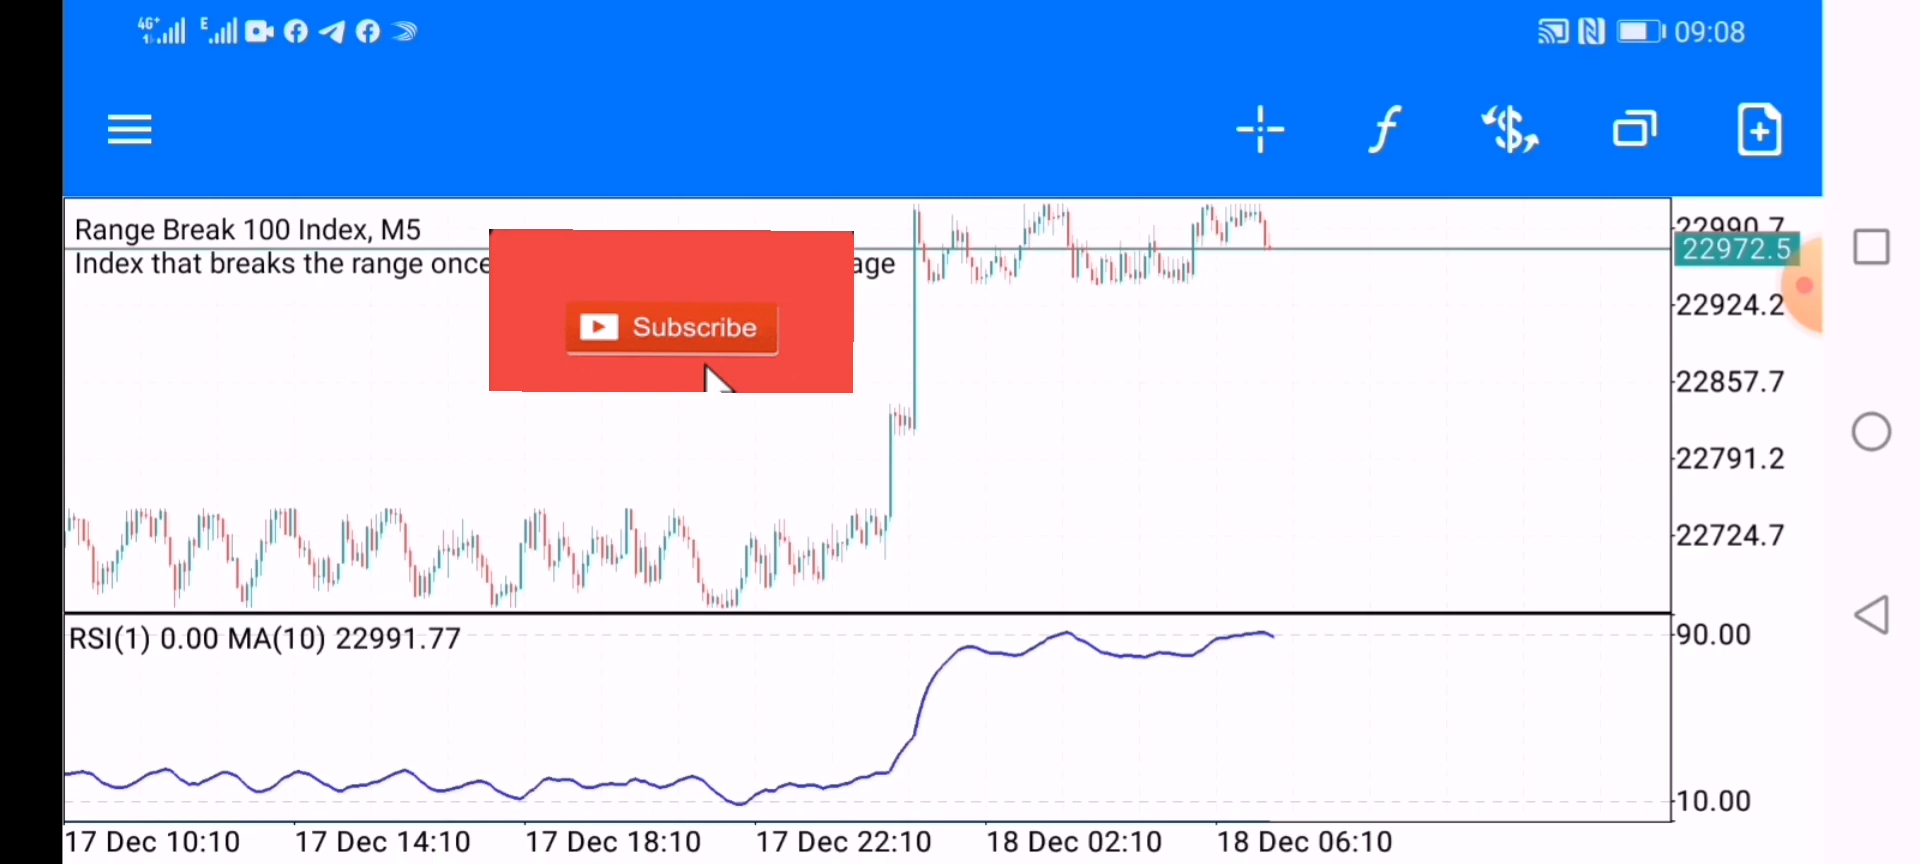 4G+ E 09:08
Range Break 100 Index, M5
Index that breaks the range once age
Subscribe
22990.7
22972.5
22924.2
22857.7
22791.2
22724.7
RSI(1) 0.00 MA(10) 22991.77
90.00
10.00
17 Dec 10:10 17 Dec 14:10 17 Dec 18:10 17 Dec 22:10 18 Dec 02:10 18 Dec 06:10